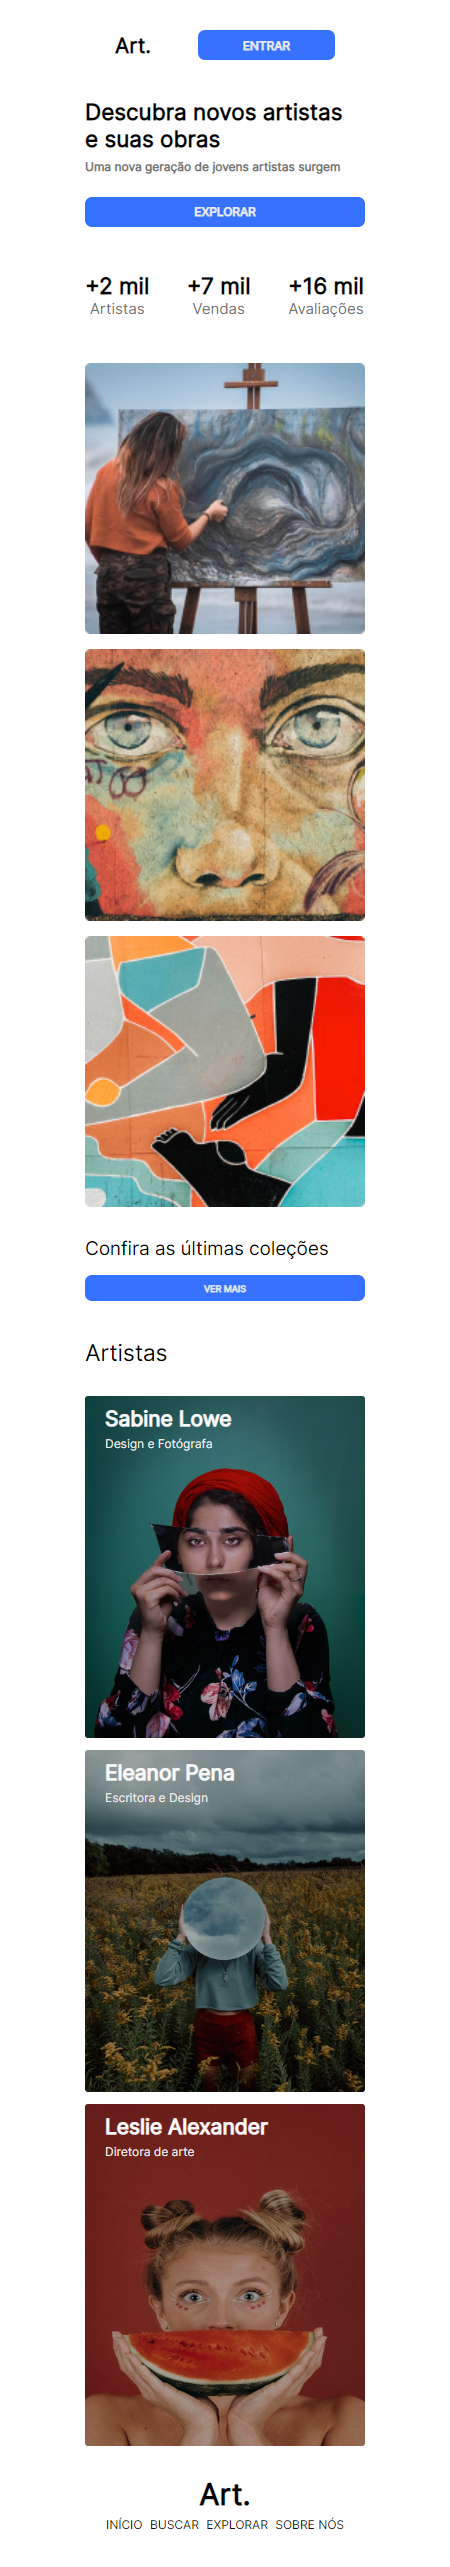 Art.
ENTRAR
Descubra novos artistas
e suas obras
Uma nova geração de jovens artistas surgem
EXPLORAR
+2 mil
Artistas
+7 mil
Vendas
+16 mil
Avaliações
Confira as últimas coleções
VER MAIS
Artistas
Sabine Lowe
Design e Fotógrafa
Eleanor Pena
Escritora e Design
Leslie Alexander
Diretora de arte
Art.
INÍCIO BUSCAR EXPLORAR SOBRE NÓS